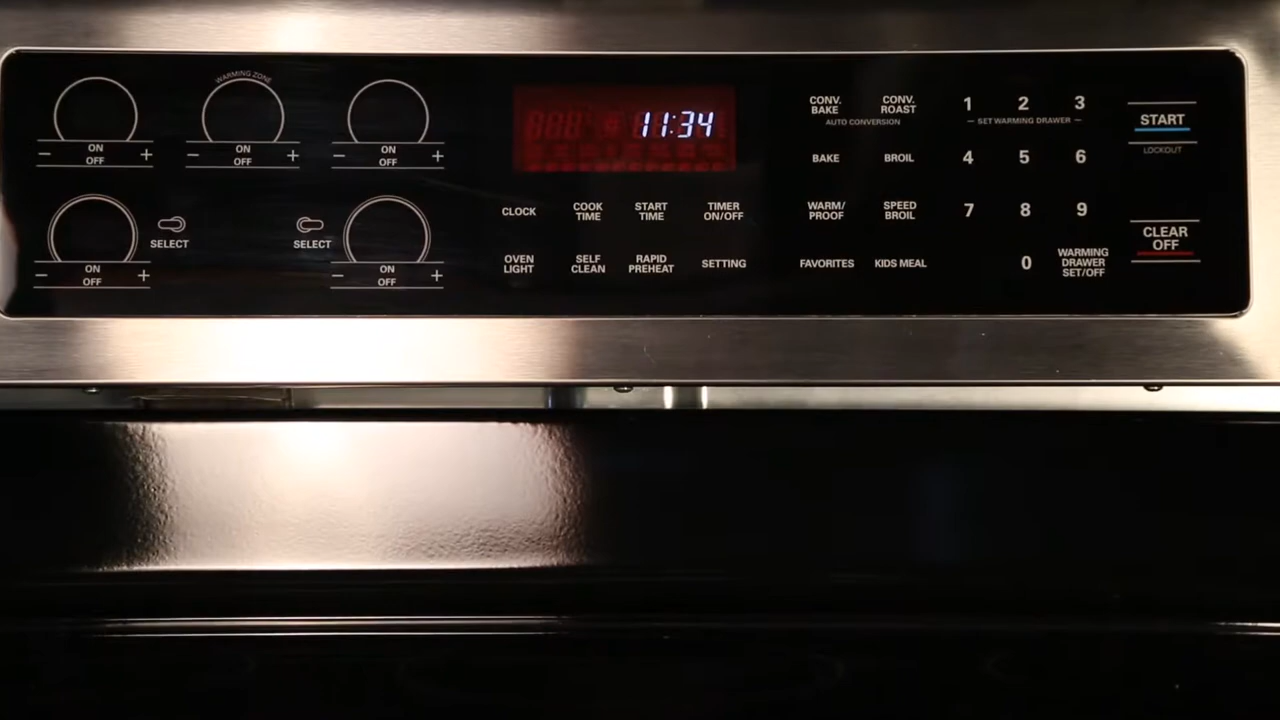 WARMING ZONE
ON
OFF
− +
ON
OFF
− +
ON
OFF
− +
SELECT
SELECT
ON
OFF
− +
ON
OFF
− +
11:34
CLOCK
COOK
TIME
START
TIME
TIMER
ON/OFF
OVEN
LIGHT
SELF
CLEAN
RAPID
PREHEAT
SETTING
CONV.
BAKE
CONV.
ROAST
AUTO CONVERSION
BAKE
BROIL
WARM/
PROOF
SPEED
BROIL
FAVORITES
KIDS MEAL
1 2 3
SET WARMING DRAWER
4 5 6
7 8 9
0
WARMING
DRAWER
SET/OFF
START
LOCKOUT
CLEAR
OFF